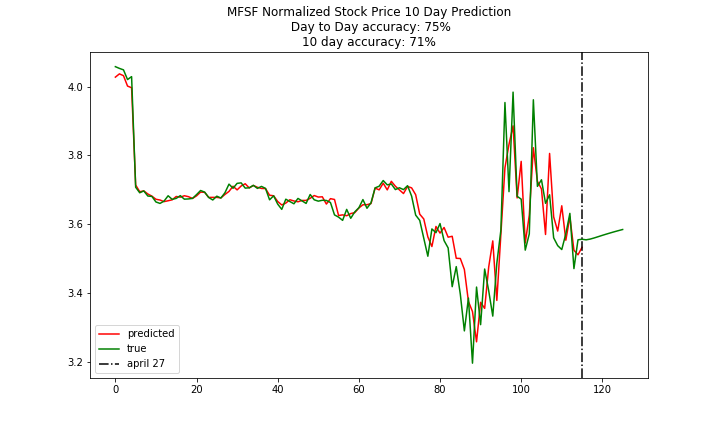 MFSF Normalized Stock Price 10 Day Prediction
Day to Day accuracy: 75%
10 day accuracy: 71%
4.0
3.8
3.6
3.4
3.2
predicted
true
april 27
0 20 40 60 80 100 120